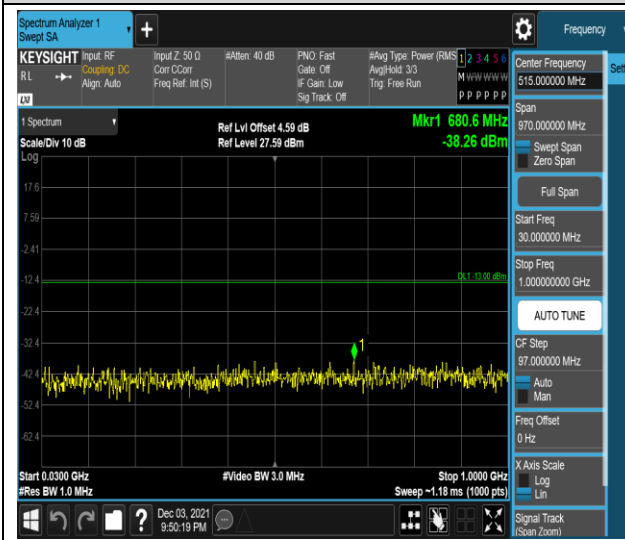 Spectrum Analyzer 1
Swept SA
+
Frequency
KEYSIGHT
RL
LXI
Input: RF
Coupling: DC
Align: Auto
Input Z: 50 Ω
Corr CCorr
Freq Ref: Int (S)
#Atten: 40 dB
PNO: Fast
Gate: Off
IF Gain: Low
Sig Track: Off
#Avg Type: Power (RMS
Avg|Hold: 3/3
Trig: Free Run
1 2 3 4 5 6
M W W W W W
P P P P P P
1 Spectrum
Scale/Div 10 dB
Log
Ref Lvl Offset 4.59 dB
Ref Level 27.59 dBm
Mkr1 680.6 MHz
-38.26 dBm
17.6
7.59
-2.41
-12.4
DL1 -13.00 dBm
-22.4
-32.4
1
-42.4
-52.4
-62.4
Start 0.0300 GHz
#Res BW 1.0 MHz
#Video BW 3.0 MHz
Stop 1.0000 GHz
Sweep ~1.18 ms (1000 pts)
Dec 03, 2021
9:50:19 PM
?
Center Frequency
515.000000 MHz
Span
970.000000 MHz
Swept Span
Zero Span
Full Span
Start Freq
30.000000 MHz
Stop Freq
1.000000000 GHz
AUTO TUNE
CF Step
97.000000 MHz
Auto
Man
Freq Offset
0 Hz
X Axis Scale
Log
Lin
Signal Track
(Span Zoom)